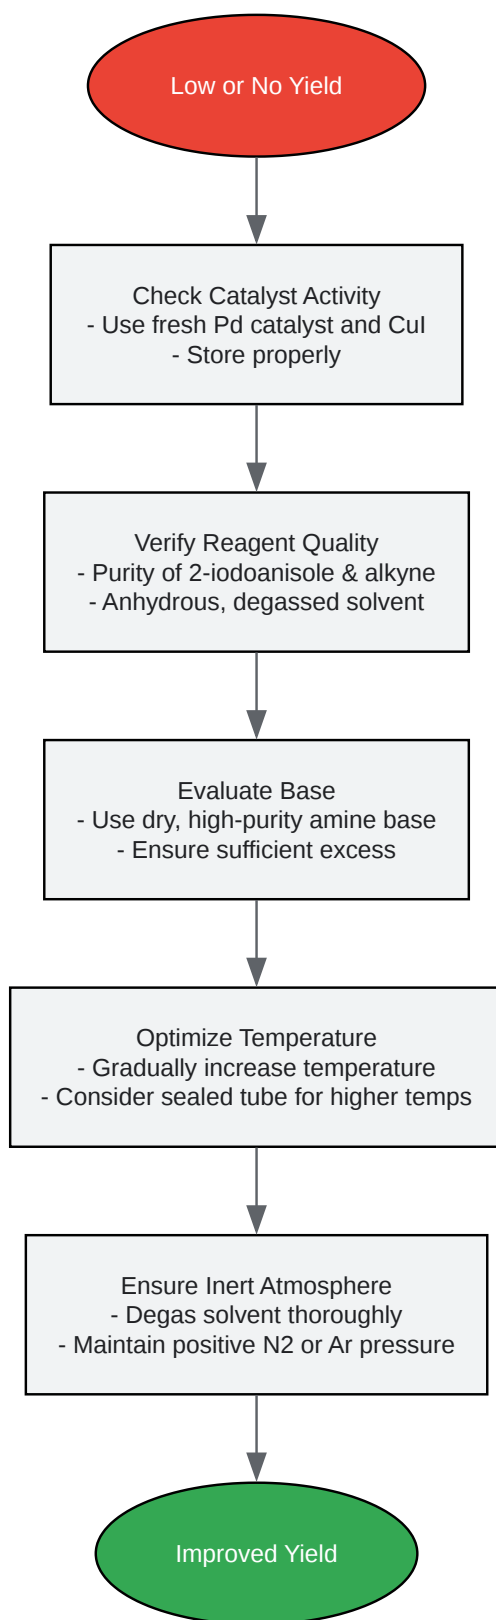 Low or No Yield
Check Catalyst Activity
- Use fresh Pd catalyst and CuI
- Store properly
Verify Reagent Quality
- Purity of 2-iodoanisole & alkyne
- Anhydrous, degassed solvent
Evaluate Base
- Use dry, high-purity amine base
- Ensure sufficient excess
Optimize Temperature
- Gradually increase temperature
- Consider sealed tube for higher temps
Ensure Inert Atmosphere
- Degas solvent thoroughly
- Maintain positive N2 or Ar pressure
Improved Yield